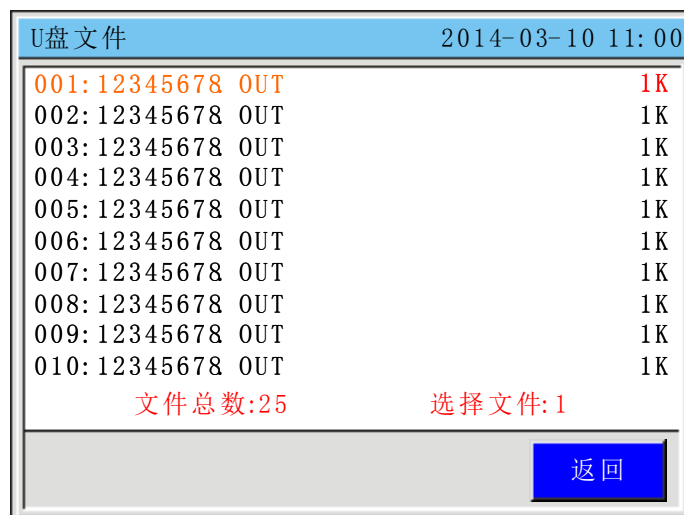 U盘文件 2014-03-10 11:00
001:12345678. OUT 1K
002:12345678. OUT 1K
003:12345678. OUT 1K
004:12345678. OUT 1K
005:12345678. OUT 1K
006:12345678. OUT 1K
007:12345678. OUT 1K
008:12345678. OUT 1K
009:12345678. OUT 1K
010:12345678. OUT 1K
文件总数:25 选择文件:1
返回